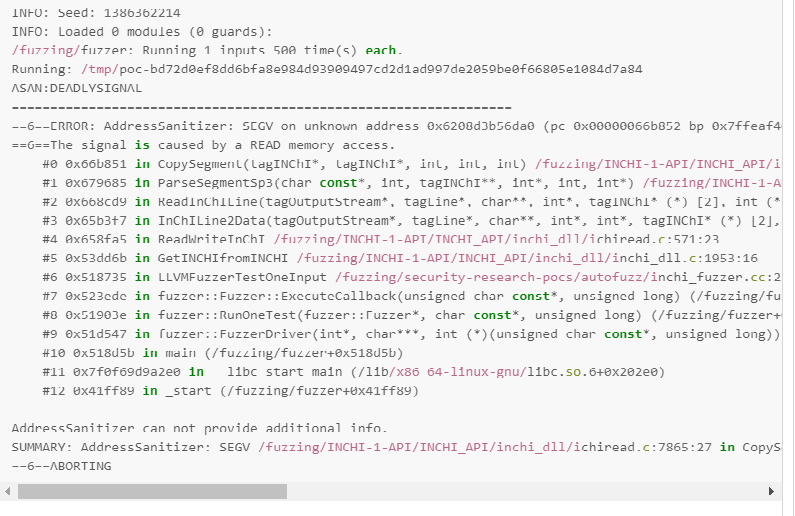 INFO: Seed: 1386362214
INFO: Loaded 0 modules (0 guards):
/fuzzing/fuzzer: Running 1 inputs 500 time(s) each.
Running: /tmp/poc-bd72d0ef8dd6bfa8e984d93909497cd2d1ad997de2059be0f66805e1084d7a84
ASAN:DEADLYSIGNAL
=================================================================
==6==ERROR: AddressSanitizer: SEGV on unknown address 0x6208d3b56da0 (pc 0x00000066b852 bp 0x7ffeaf4
==6==The signal is caused by a READ memory access.
#0 0x66b851 in CopySegment(tagINChI*, tagINChI*, int, int, int) /fuzzing/INCHI-1-API/INCHI_API/i
#1 0x679685 in ParseSegmentSp3(char const*, int, tagINChI**, int*, int, int*) /fuzzing/INCHI-1-A
#2 0x668cd9 in ReadInChILine(tagOutputStream*, tagLine*, char**, int*, tagINChI* (*) [2], int (*
#3 0x65b3f7 in InChILine2Data(tagOutputStream*, tagLine*, char**, int*, int*, tagINChI* (*) [2],
#4 0x658fa5 in ReadWriteInChI /fuzzing/INCHI-1-API/INCHI_API/inchi_dll/ichiread.c:571:23
#5 0x53dd6b in GetINCHIfromINCHI /fuzzing/INCHI-1-API/INCHI_API/inchi_dll/inchi_dll.c:1953:16
#6 0x518735 in LLVMFuzzerTestOneInput /fuzzing/security-research-pocs/autofuzz/inchi_fuzzer.cc:2
#7 0x523ede in fuzzer::Fuzzer::ExecuteCallback(unsigned char const*, unsigned long) (/fuzzing/fu
#8 0x51903e in fuzzer::RunOneTest(fuzzer::Fuzzer*, char const*, unsigned long) (/fuzzing/fuzzer+
#9 0x51d547 in fuzzer::FuzzerDriver(int*, char***, int (*)(unsigned char const*, unsigned long))
#10 0x518d5b in main (/fuzzing/fuzzer+0x518d5b)
#11 0x7f0f69d9a2e0 in __libc_start_main (/lib/x86_64-linux-gnu/libc.so.6+0x202e0)
#12 0x41ff89 in _start (/fuzzing/fuzzer+0x41ff89)
AddressSanitizer can not provide additional info.
SUMMARY: AddressSanitizer: SEGV /fuzzing/INCHI-1-API/INCHI_API/inchi_dll/ichiread.c:7865:27 in CopyS
==6==ABORTING